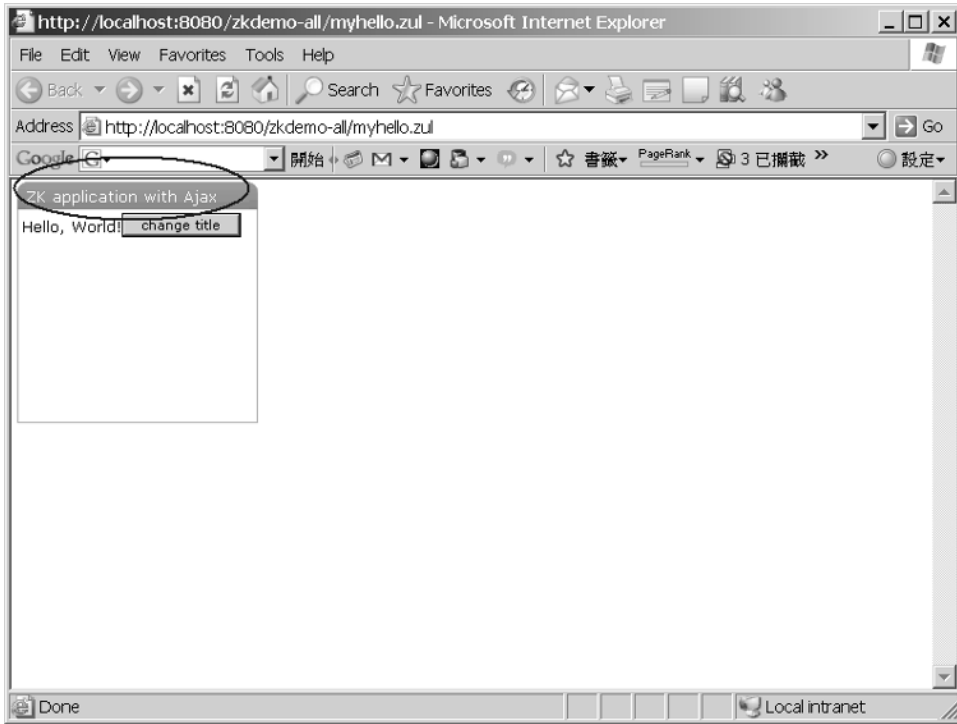 http://localhost:8080/zkdemo-all/myhello.zul - Microsoft Internet Explorer
File Edit View Favorites Tools Help
Back Search Favorites
Address http://localhost:8080/zkdemo-all/myhello.zul Go
Google G 開始 書籤 PageRank 3 已攔截 » 設定
ZK application with Ajax
Hello, World! change title
Done Local intranet